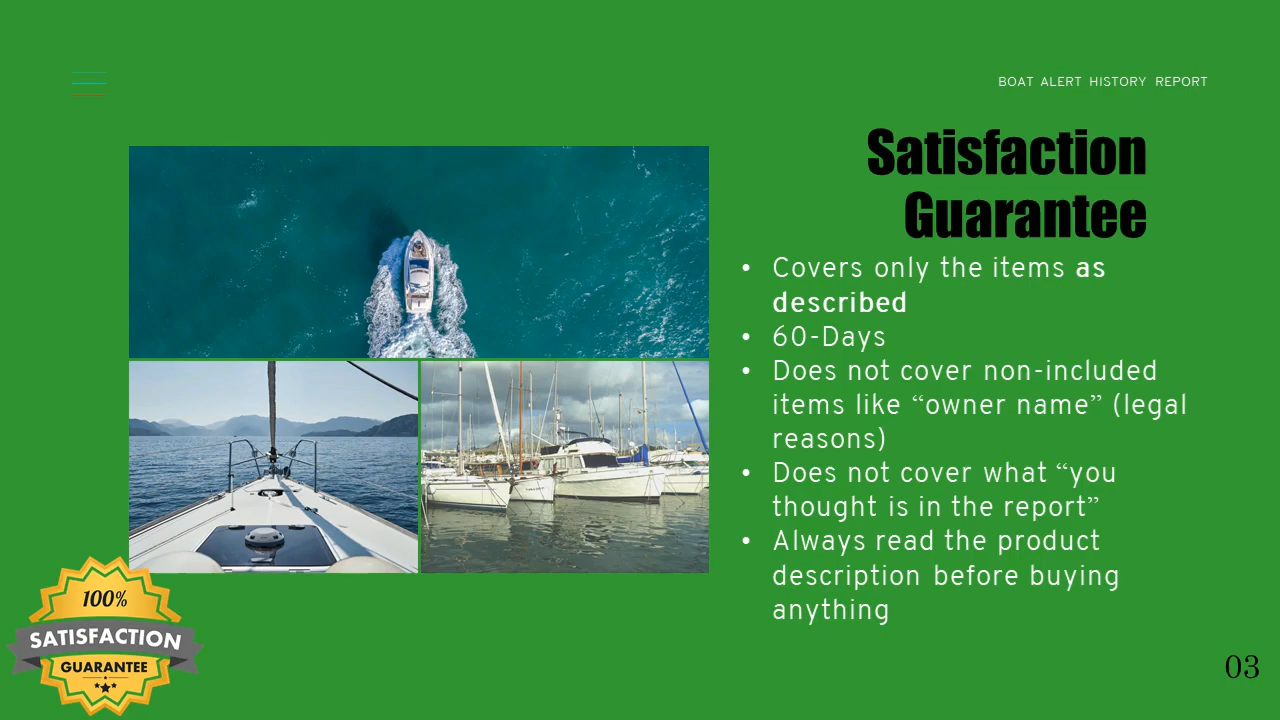 BOAT ALERT HISTORY REPORT
Satisfaction
Guarantee
• Covers only the items as
described
• 60-Days
• Does not cover non-included
items like “owner name” (legal
reasons)
• Does not cover what “you
thought is in the report”
• Always read the product
description before buying
anything
100%
SATISFACTION
GUARANTEE
03